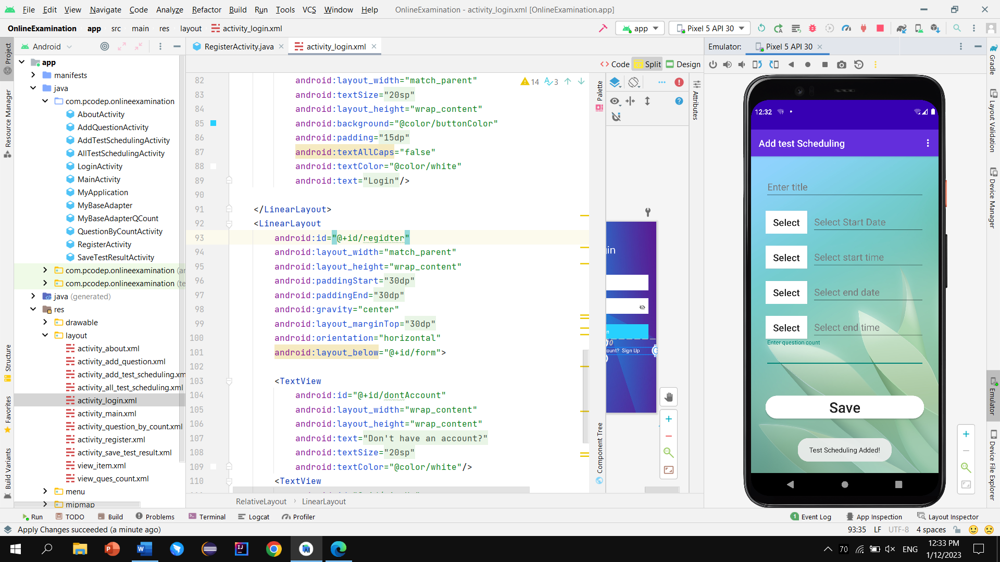 File Edit View Navigate Code Analyze Refactor Build Run Tools VCS Window Help OnlineExamination - activity_login.xml [OnlineExamination.app]
OnlineExamination app src main res layout activity_login.xml app Pixel 5 API 30
Project
Resource Manager
Structure
Favorites
Build Variants
Android
app
manifests
java
com.pcodep.onlineexamination
AboutActivity
AddQuestionActivity
AddTestSchedulingActivity
AllTestSchedulingActivity
LoginActivity
MainActivity
MyApplication
MyBaseAdapter
MyBaseAdapterQCount
QuestionByCountActivity
RegisterActivity
SaveTestResultActivity
com.pcodep.onlineexamination (ar
com.pcodep.onlineexamination (te
java (generated)
res
drawable
layout
activity_about.xml
activity_add_question.xml
activity_add_test_scheduling.xm
activity_all_test_scheduling.xml
activity_login.xml
activity_main.xml
activity_question_by_count.xml
activity_register.xml
activity_save_test_result.xml
view_item.xml
view_ques_count.xml
menu
mipmap
RegisterActivity.java activity_login.xml
Code Split Design
14 3
82 android:layout_width="match_parent"
83 android:textSize="20sp"
84 android:layout_height="wrap_content"
85 android:background="@color/buttonColor"
86 android:padding="15dp"
87 android:textAllCaps="false"
88 android:textColor="@color/white"
89 android:text="Login"/>
90
91 </LinearLayout>
92 <LinearLayout
93 android:id="@+id/regidter"
94 android:layout_width="match_parent"
95 android:layout_height="wrap_content"
96 android:paddingStart="30dp"
97 android:paddingEnd="30dp"
98 android:gravity="center"
99 android:layout_marginTop="30dp"
100 android:orientation="horizontal"
101 android:layout_below="@+id/form">
102
103 <TextView
104 android:id="@+id/dontAccount"
105 android:layout_width="wrap_content"
106 android:layout_height="wrap_content"
107 android:text="Don't have an account?"
108 android:textSize="20sp"
109 android:textColor="@color/white"/>
110 <TextView
RelativeLayout LinearLayout
Palette
Component Tree
Attributes
in
ount? Sign Up
Emulator: Pixel 5 API 30
12:32
Add test Scheduling
Enter title
Select Select Start Date
Select Select start time
Select Select end date
Select Select end time
Enter question count
Save
Test Scheduling Added!
Gradle
Layout Validation
Device Manager
Emulator
Device File Explorer
Run TODO Build Problems Terminal Logcat Profiler 1 Event Log App Inspection Layout Inspector
Apply Changes succeeded (a minute ago) 93:35 LF UTF-8 4 spaces
70 ENG 12:33 PM
1/12/2023